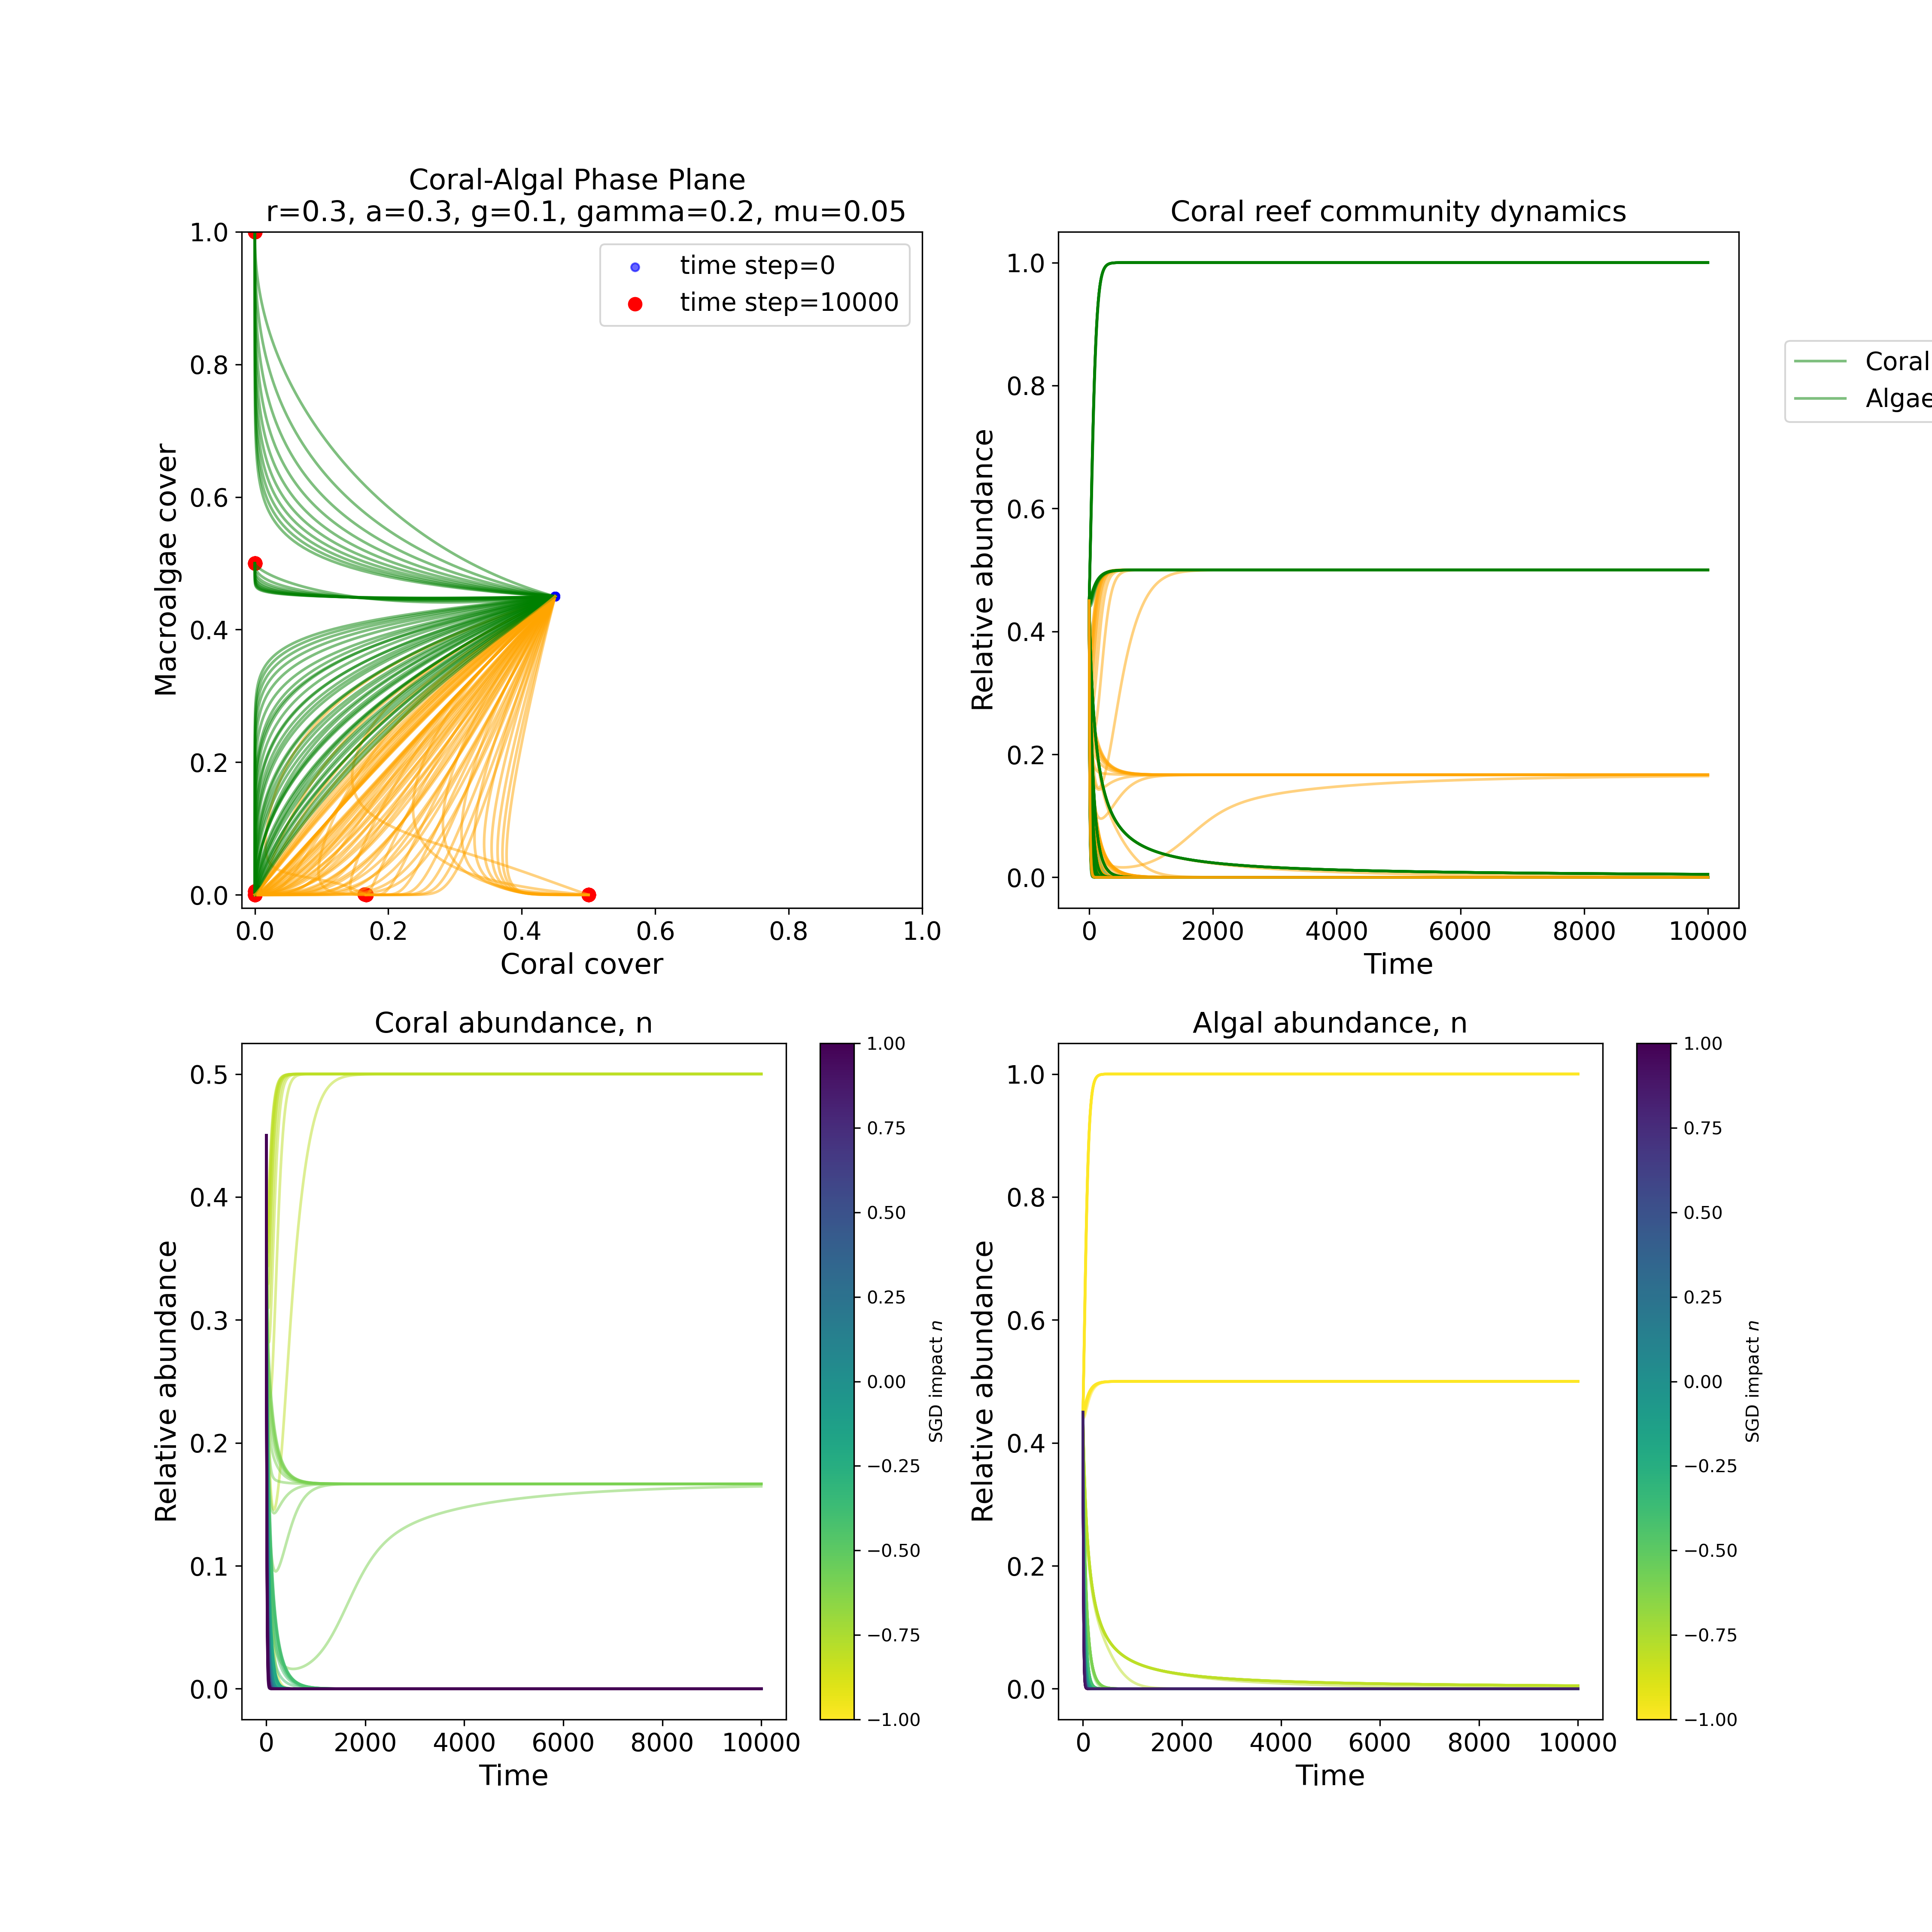 Coral-Algal Phase Plane
r=0.3, a=0.3, g=0.1, gamma=0.2, mu=0.05
1.0
0.8
0.6
0.4
0.2
0.0
Macroalgae cover
time step=0
time step=10000
0.0 0.2 0.4 0.6 0.8 1.0
Coral cover
Coral reef community dynamics
1.0
0.8
0.6
0.4
0.2
0.0
Relative abundance
0 2000 4000 6000 8000 10000
Time
Coral
Algae
Coral abundance, n
0.5
0.4
0.3
0.2
0.1
0.0
Relative abundance
0 2000 4000 6000 8000 10000
Time
1.00
0.75
0.50
0.25
0.00
−0.25
−0.50
−0.75
−1.00
SGD impact n
Algal abundance, n
1.0
0.8
0.6
0.4
0.2
0.0
Relative abundance
0 2000 4000 6000 8000 10000
Time
1.00
0.75
0.50
0.25
0.00
−0.25
−0.50
−0.75
−1.00
SGD impact n